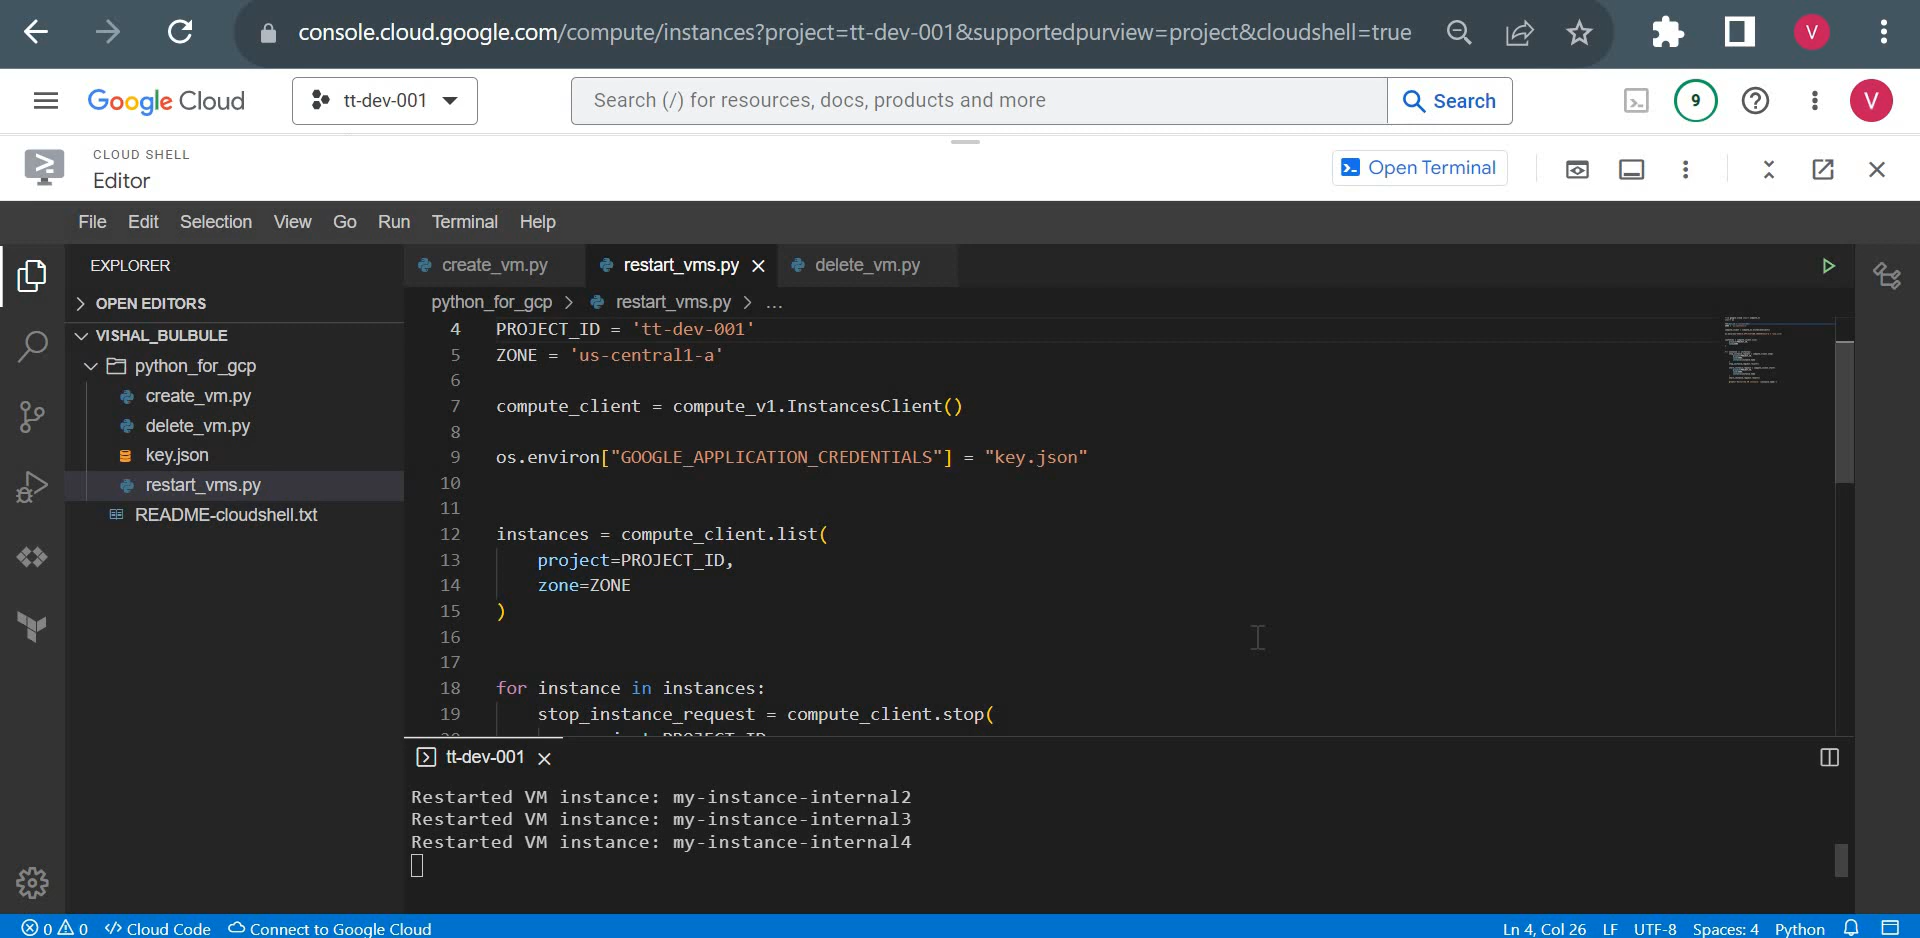 console.cloud.google.com/compute/instances?project=tt-dev-001&supportedpurview=project&cloudshell=true
V
Google Cloud
tt-dev-001
Search (/) for resources, docs, products and more
Search
9
V
CLOUD SHELL
Editor
Open Terminal
File Edit Selection View Go Run Terminal Help
EXPLORER
OPEN EDITORS
VISHAL_BULBULE
python_for_gcp
create_vm.py
delete_vm.py
key.json
restart_vms.py
README-cloudshell.txt
create_vm.py
restart_vms.py
delete_vm.py
python_for_gcp > restart_vms.py > ...
4 PROJECT_ID = 'tt-dev-001'
5 ZONE = 'us-central1-a'
6
7 compute_client = compute_v1.InstancesClient()
8
9 os.environ["GOOGLE_APPLICATION_CREDENTIALS"] = "key.json"
10
11
12 instances = compute_client.list(
13 project=PROJECT_ID,
14 zone=ZONE
15 )
16
17
18 for instance in instances:
19 stop_instance_request = compute_client.stop(
tt-dev-001
Restarted VM instance: my-instance-internal2
Restarted VM instance: my-instance-internal3
Restarted VM instance: my-instance-internal4
0 0 Cloud Code Connect to Google Cloud Ln 4, Col 26 LF UTF-8 Spaces: 4 Python